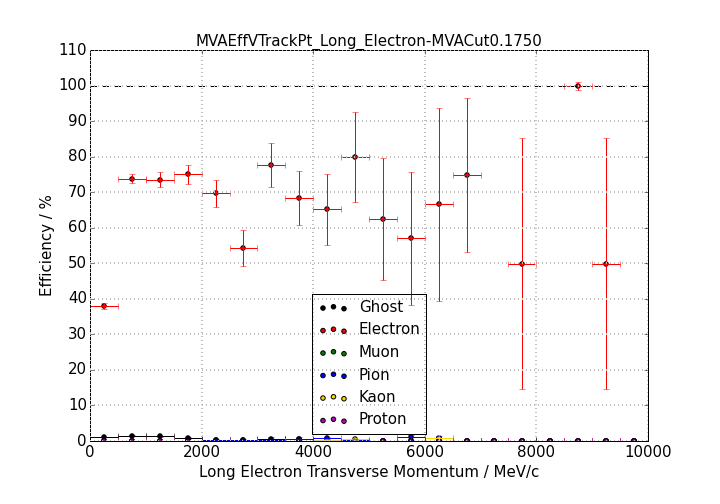 MVAEffVTrackPt_Long_Electron-MVACut0.1750
Efficiency / %
110
100
90
80
70
60
50
40
30
20
10
0
Ghost
Electron
Muon
Pion
Kaon
Proton
0 2000 4000 6000 8000 10000
Long Electron Transverse Momentum / MeV/c